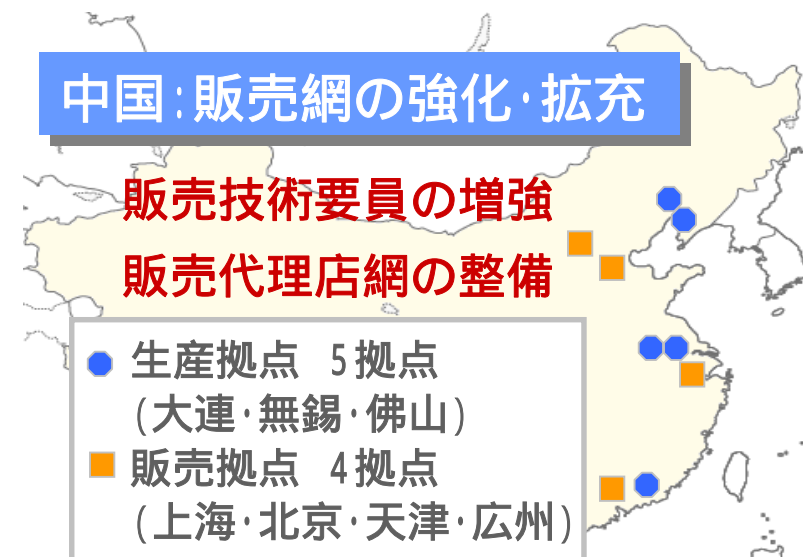 中国:販売網の強化･拡充
販売技術要員の増強
販売代理店網の整備
生産拠点 5拠点
(大連･無錫･佛山)
販売拠点 4拠点
(上海･北京･天津･広州)